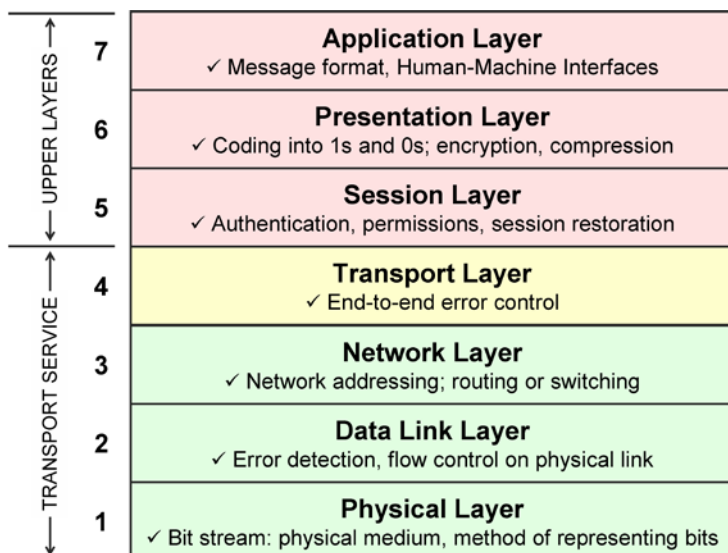 UPPER LAYERS
7
Application Layer
✓ Message format, Human-Machine Interfaces
6
Presentation Layer
✓ Coding into 1s and 0s; encryption, compression
5
Session Layer
✓ Authentication, permissions, session restoration
TRANSPORT SERVICE
4
Transport Layer
✓ End-to-end error control
3
Network Layer
✓ Network addressing; routing or switching
2
Data Link Layer
✓ Error detection, flow control on physical link
1
Physical Layer
✓ Bit stream: physical medium, method of representing bits